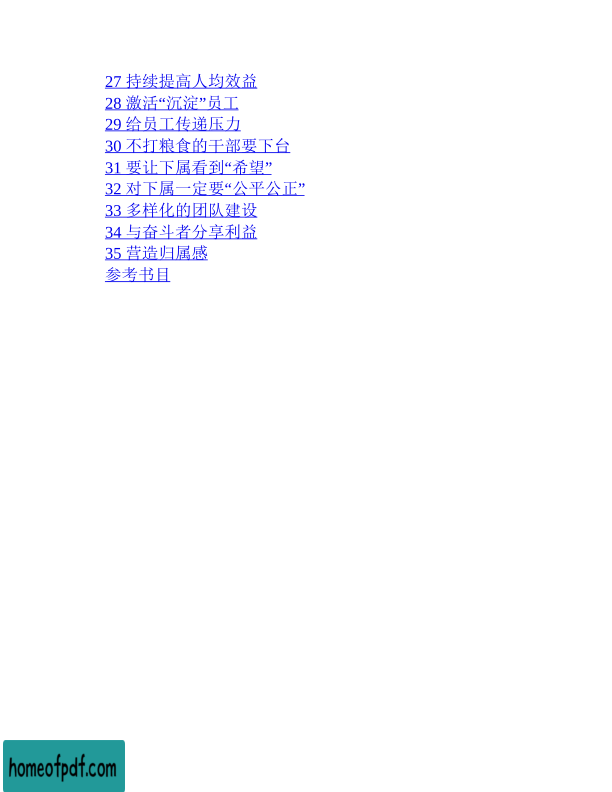 27 持续提高人均效益
28 激活“沉淀”员工
29 给员工传递压力
30 不打粮食的干部要下台
31 要让下属看到“希望”
32 对下属一定要“公平公正”
33 多样化的团队建设
34 与奋斗者分享利益
35 营造归属感
参考书目
homeofpdf.com